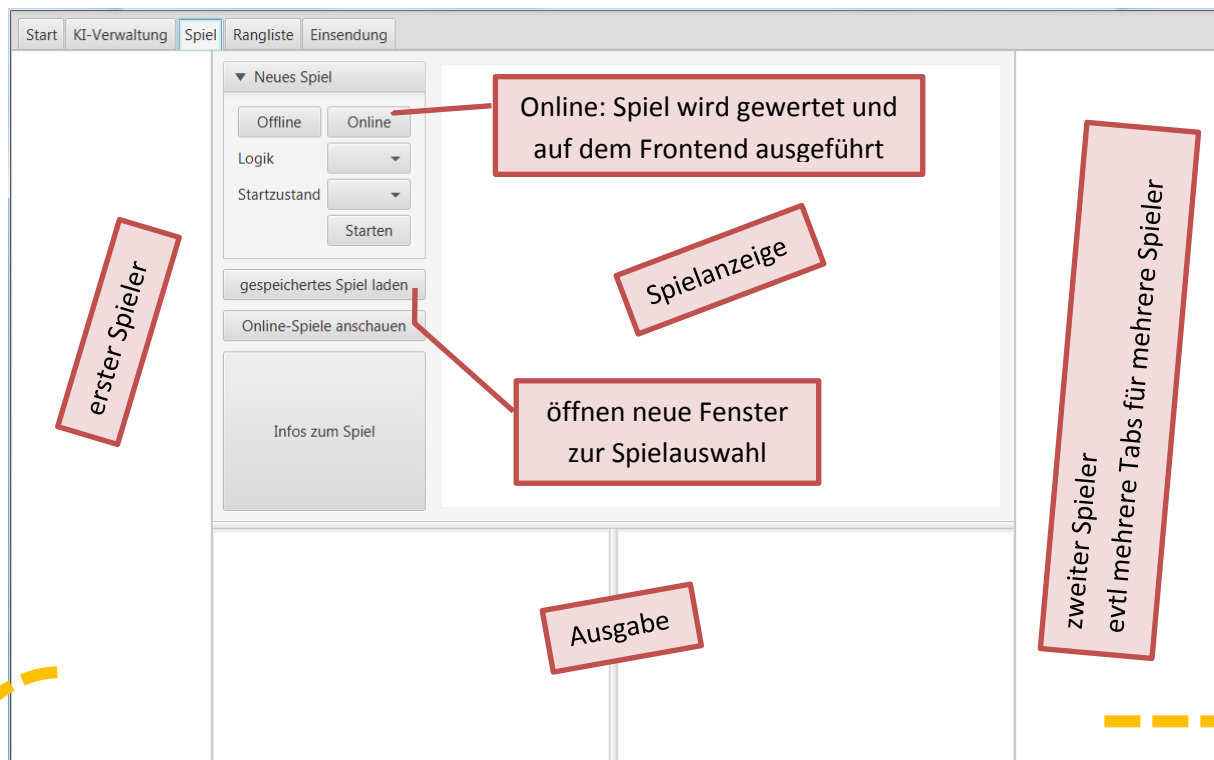 Start KI-Verwaltung Spiel Rangliste Einsendung
Neues Spiel
Offline Online
Logik
Startzustand
Starten
gespeichertes Spiel laden
Online-Spiele anschauen
Infos zum Spiel
Online: Spiel wird gewertet und
auf dem Frontend ausgeführt
Spielanzeige
öffnen neue Fenster
zur Spielauswahl
erster Spieler
zweiter Spieler
evtl mehrere Tabs für mehrere Spieler
Ausgabe